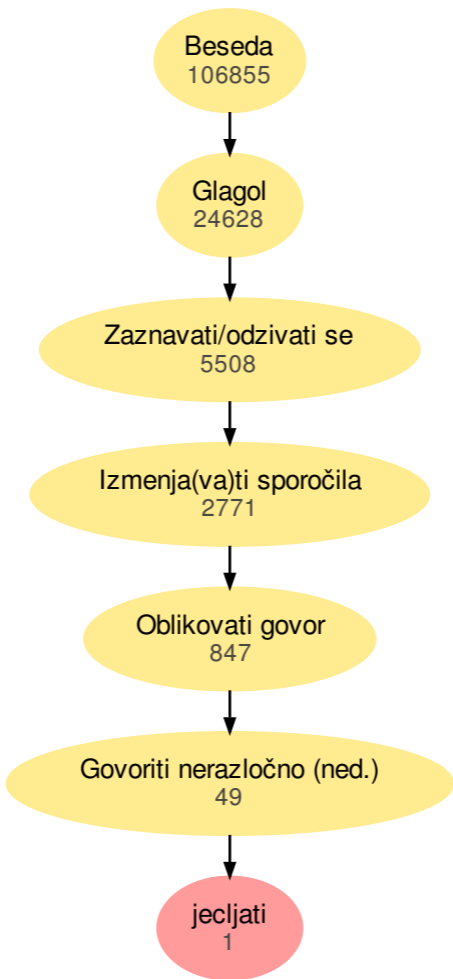 Beseda
106855
Glagol
24628
Zaznavati/odzivati se
5508
Izmenja(va)ti sporočila
2771
Oblikovati govor
847
Govoriti nerazločno (ned.)
49
jecljati
1